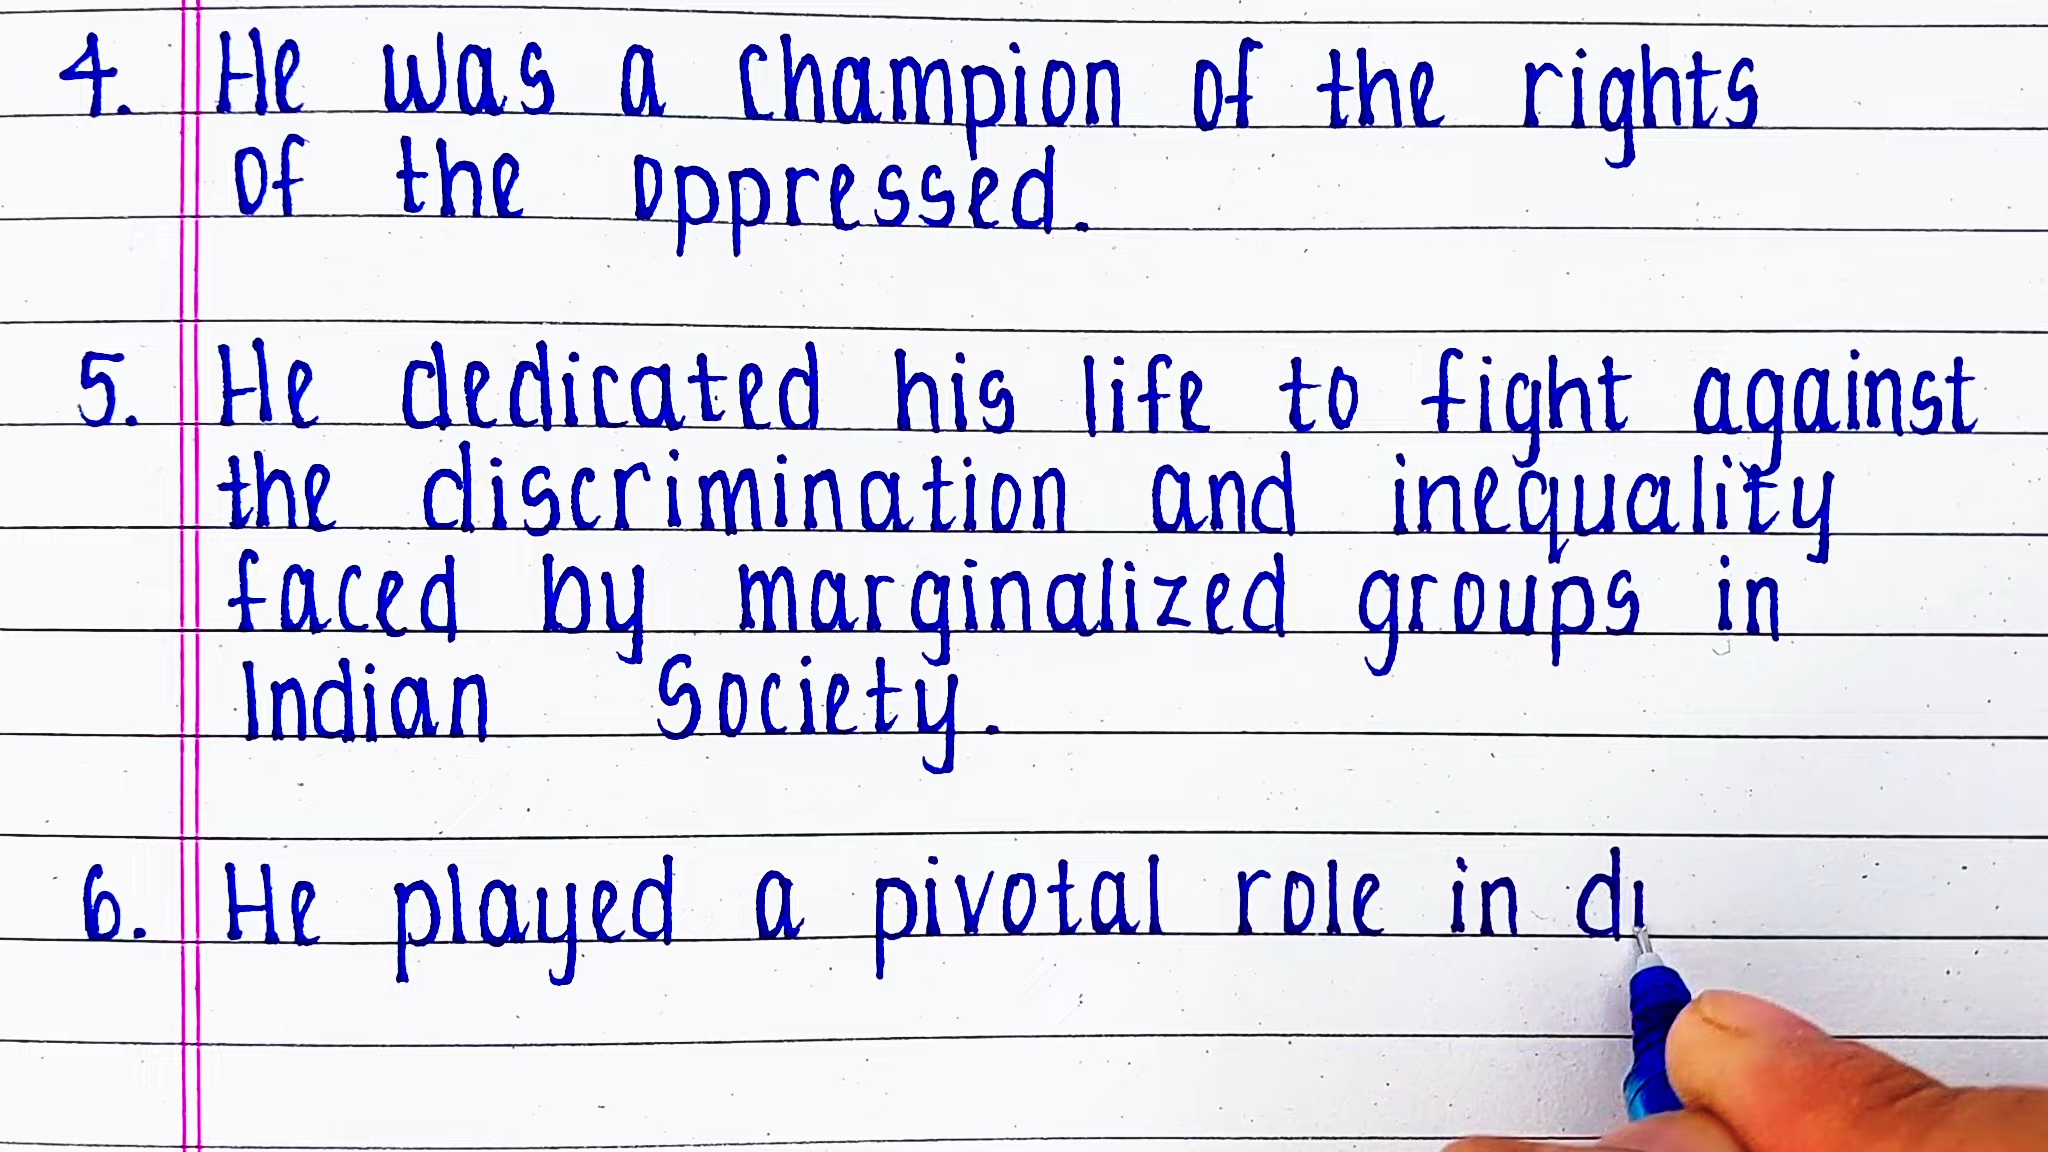 4. He was a champion of the rights
of the oppressed.
5. He dedicated his life to fight against
the discrimination and inequality
faced by marginalized groups in
Indian Society.
6. He played a pivotal role in